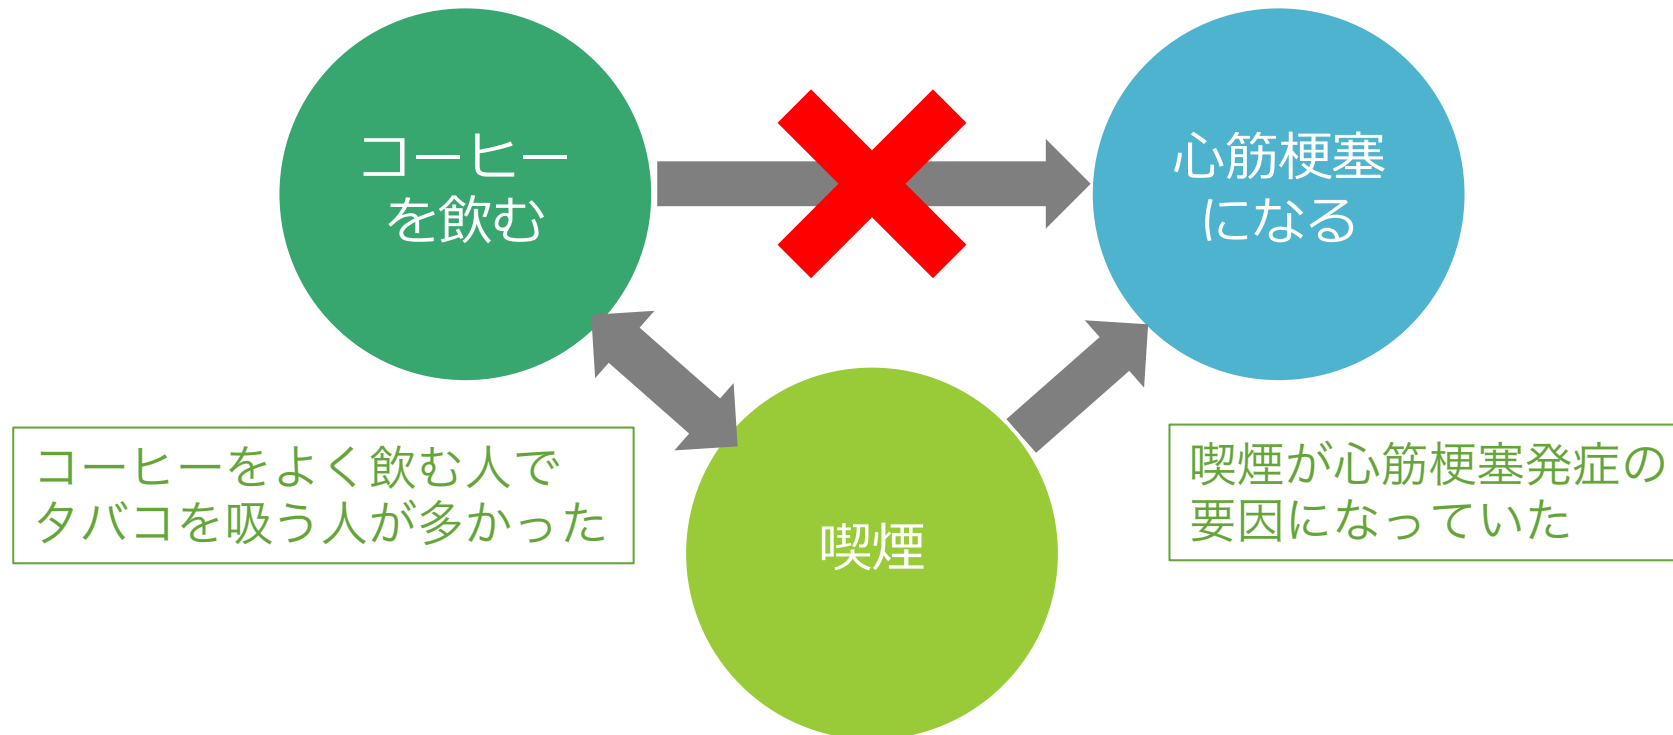 コーヒー
を飲む
心筋梗塞
になる
コーヒーをよく飲む人で
タバコを吸う人が多かった
喫煙
喫煙が心筋梗塞発症の
要因になっていた